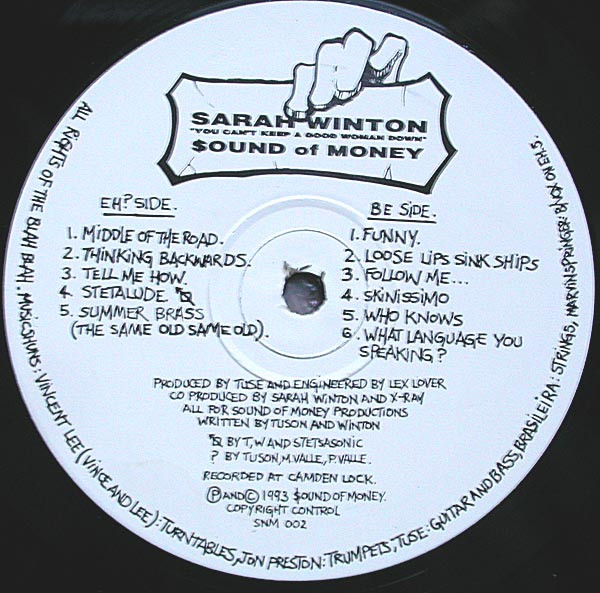 SARAH WINTON
"YOU CAN'T KEEP A GOOD WOMAN DOWN"
$OUND of MONEY
EH? SIDE.
1. MIDDLE OF THE ROAD.
2. THINKING BACKWARDS.
3. TELL ME HOW.
4. STETALUDE
5. SUMMER BRASS
(THE SAME OLD SAME OLD).
BE SIDE.
1. FUNNY.
2. LOOSE LIPS SINK SHIPS
3. FOLLOW ME...
4. SKINISSIMO
5. WHO KNOWS
6. WHAT LANGUAGE YOU
SPEAKING?
PRODUCED BY TUSE AND ENGINEERED BY LEX LOVER
CO PRODUCED BY SARAH WINTON AND X-RAY
ALL FOR SOUND OF MONEY PRODUCTIONS
WRITTEN BY TUSON AND WINTON
BY T, W AND STETSASONIC
? BY TUSON, M. VALLE, P. VALLE.
RECORDED AT CAMDEN LOCK.
Ⓟ AND © 1993 $OUND OF MONEY.
COPYRIGHT CONTROL
SNM 002
ALL RIGHTS OF THE BLAH BLAH. MUSICSHUNS: VINCENT LEE (VINCE AND LEE): TURNTABLES, JON PRESTON: TRUMPETS, TUSE: GUITAR AND BASS, BRASILEIRA: STRINGS, MARVIN SPRINGER: BLACK ON EK.S.